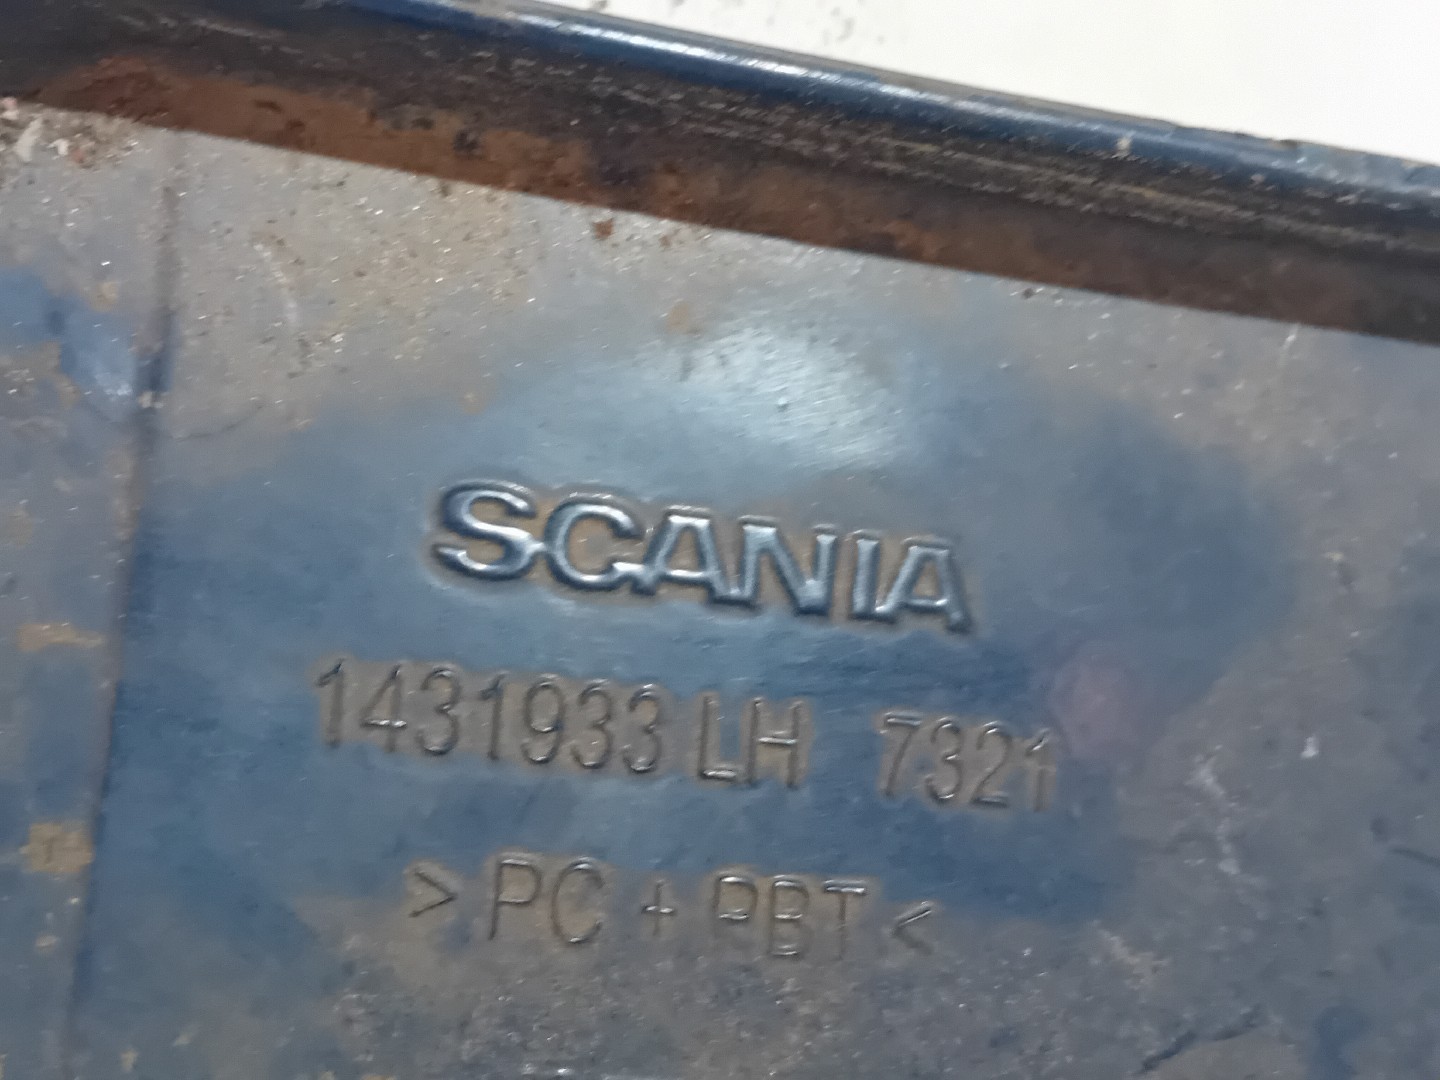 SCANIA
1431933 LH 7321
> PC + PBT <